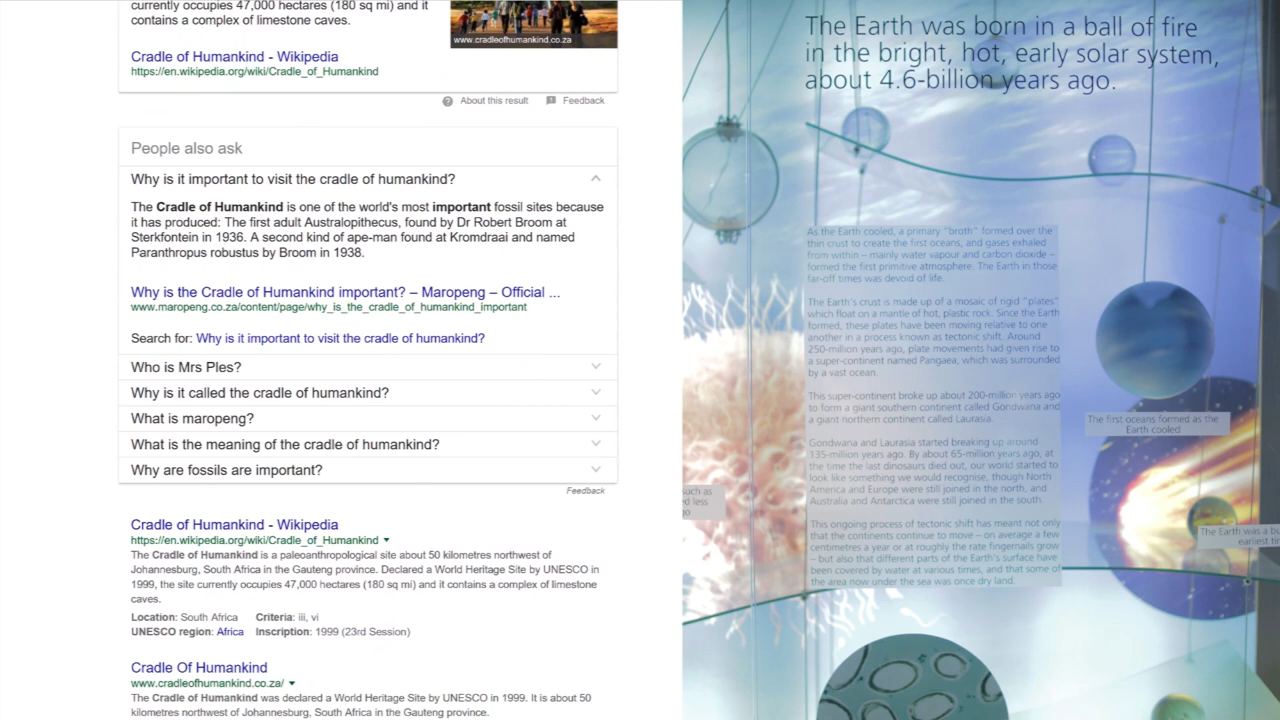 currently occupies 47,000 hectares (180 sq mi) and it
contains a complex of limestone caves.
www.cradleofhumankind.co.za
Cradle of Humankind - Wikipedia
https://en.wikipedia.org/wiki/Cradle_of_Humankind
About this result
Feedback
People also ask
Why is it important to visit the cradle of humankind?
The Cradle of Humankind is one of the world's most important fossil sites because
it has produced: The first adult Australopithecus, found by Dr Robert Broom at
Sterkfontein in 1936. A second kind of ape-man found at Kromdraai and named
Paranthropus robustus by Broom in 1938.
Why is the Cradle of Humankind important? – Maropeng – Official ...
www.maropeng.co.za/content/page/why_is_the_cradle_of_humankind_important
Search for: Why is it important to visit the cradle of humankind?
Who is Mrs Ples?
Why is it called the cradle of humankind?
What is maropeng?
What is the meaning of the cradle of humankind?
Why are fossils are important?
Feedback
Cradle of Humankind - Wikipedia
https://en.wikipedia.org/wiki/Cradle_of_Humankind
The Cradle of Humankind is a paleoanthropological site about 50 kilometres northwest of
Johannesburg, South Africa in the Gauteng province. Declared a World Heritage Site by UNESCO in
1999, the site currently occupies 47,000 hectares (180 sq mi) and it contains a complex of limestone
caves.
Location: South Africa Criteria: iii, vi
UNESCO region: Africa Inscription: 1999 (23rd Session)
Cradle Of Humankind
www.cradleofhumankind.co.za/
The Cradle of Humankind was declared a World Heritage Site by UNESCO in 1999. It is about 50
kilometres northwest of Johannesburg, South Africa in the Gauteng province.
The Earth was born in a ball of fire
in the bright, hot, early solar system,
about 4.6-billion years ago.
As the Earth cooled, a primary "broth" formed over the
thin crust to create the first oceans, and gases exhaled
from within – mainly water vapour and carbon dioxide –
formed the first primitive atmosphere. The Earth in those
far-off times was devoid of life.
The Earth's crust is made up of a mosaic of rigid "plates"
which float on a mantle of hot, plastic rock. Since the Earth
formed, these plates have been moving relative to one
another in a process known as tectonic shift. Around
250-million years ago, plate movements had given rise to
a super-continent named Pangaea, which was surrounded
by a vast ocean.
This super-continent broke up about 200-million years ago
to form a giant southern continent called Gondwana and
a giant northern continent called Laurasia.
Gondwana and Laurasia started breaking up around
135-million years ago. By about 65-million years ago, at
the time the last dinosaurs died out, our world started to
look like something we would recognise, though North
America and Europe were still joined in the north, and
Australia and Antarctica were still joined in the south.
This ongoing process of tectonic shift has meant not only
that the continents continue to move – on average a few
centimetres a year or at roughly the rate fingernails grow
– but also that different parts of the Earth's surface have
been covered by water at various times, and that some of
the area now under the sea was once dry land.
The first oceans formed as the
Earth cooled
such as
ed less
go
The Earth was a bu
earliest tim